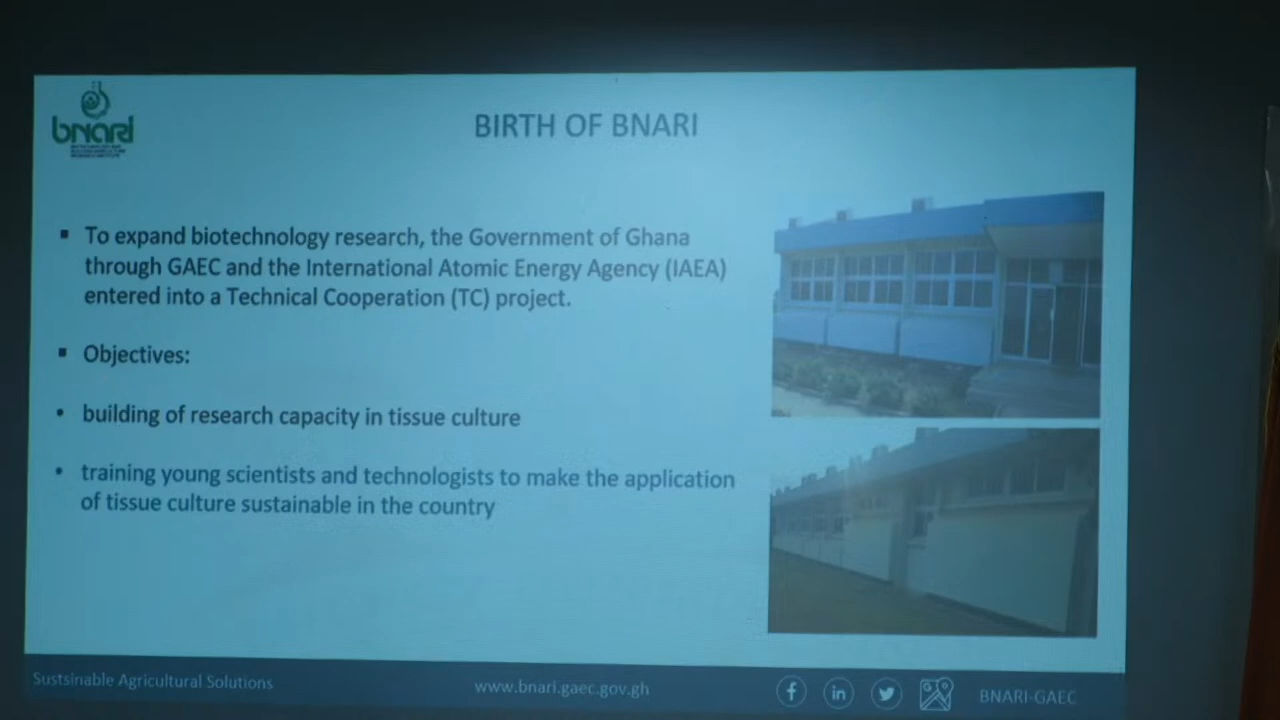 bnari
BIRTH OF BNARI
▪ To expand biotechnology research, the Government of Ghana
through GAEC and the International Atomic Energy Agency (IAEA)
entered into a Technical Cooperation (TC) project.
▪ Objectives:
• building of research capacity in tissue culture
• training young scientists and technologists to make the application
of tissue culture sustainable in the country
Sustsinable Agricultural Solutions
www.bnari.gaec.gov.gh
BNARI-GAEC